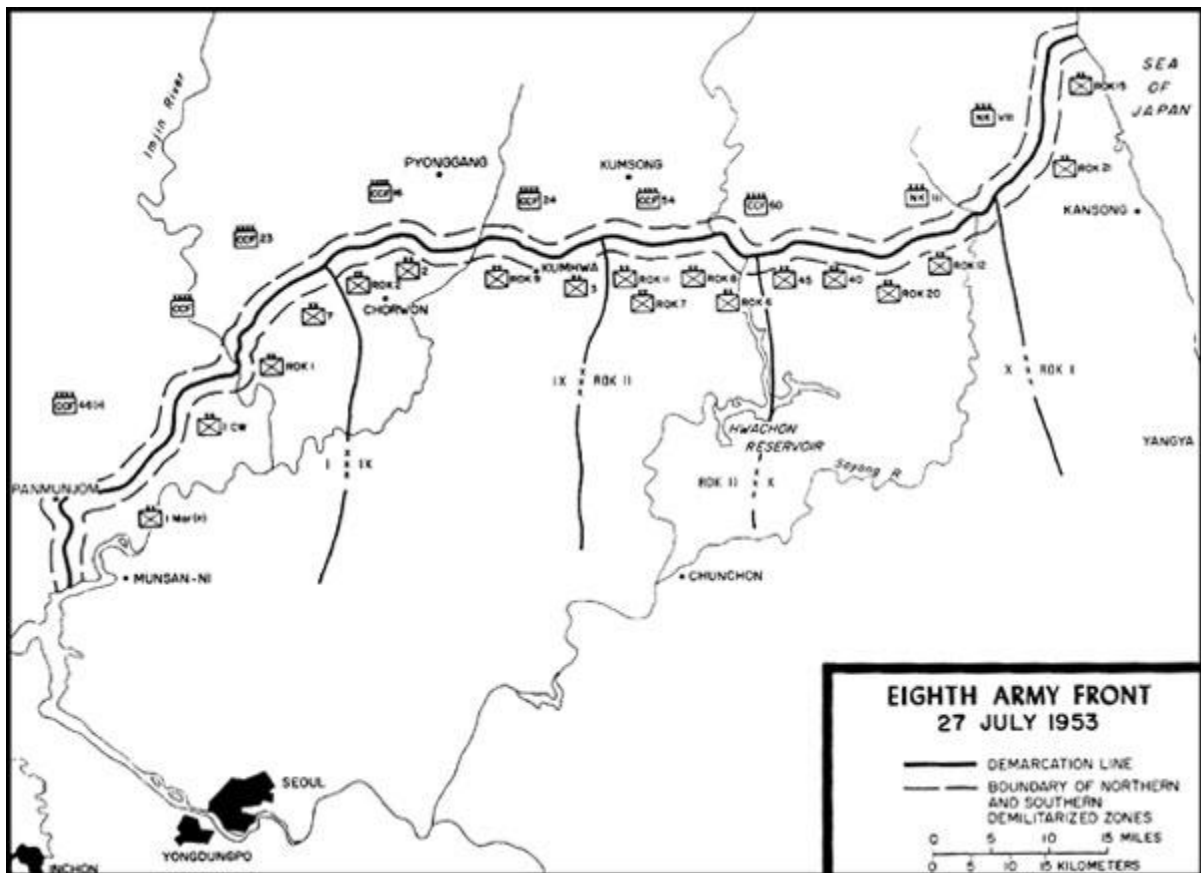 SEA
OF
JAPAN
Imjin River
ROK 15
NK VIII
PYONGGANG
KUMSONG
ROK 21
CCF 16
CCF 24
CCF 54
CCF 60
NK III
KANSONG
CCF 23
KUMHWA
2
ROK 2
ROK 9
3
ROK 11
ROK 8
45
40
ROK 12
CHORWON
ROK 7
ROK 6
ROK 20
CCF
7
ROK 1
IX X ROK II
X X ROK I
CCF
1 CW
HWACHON
RESERVOIR
YANGYA
I X IX
Soyang R.
ROK II X
PANMUNJOM
1 Mar
MUNSAN-NI
CHUNCHON
EIGHTH ARMY FRONT
27 JULY 1953
DEMARCATION LINE
BOUNDARY OF NORTHERN
AND SOUTHERN
DEMILITARIZED ZONES
0 5 10 15 MILES
0 5 10 15 KILOMETERS
SEOUL
YONGDUNGPO
INCHON